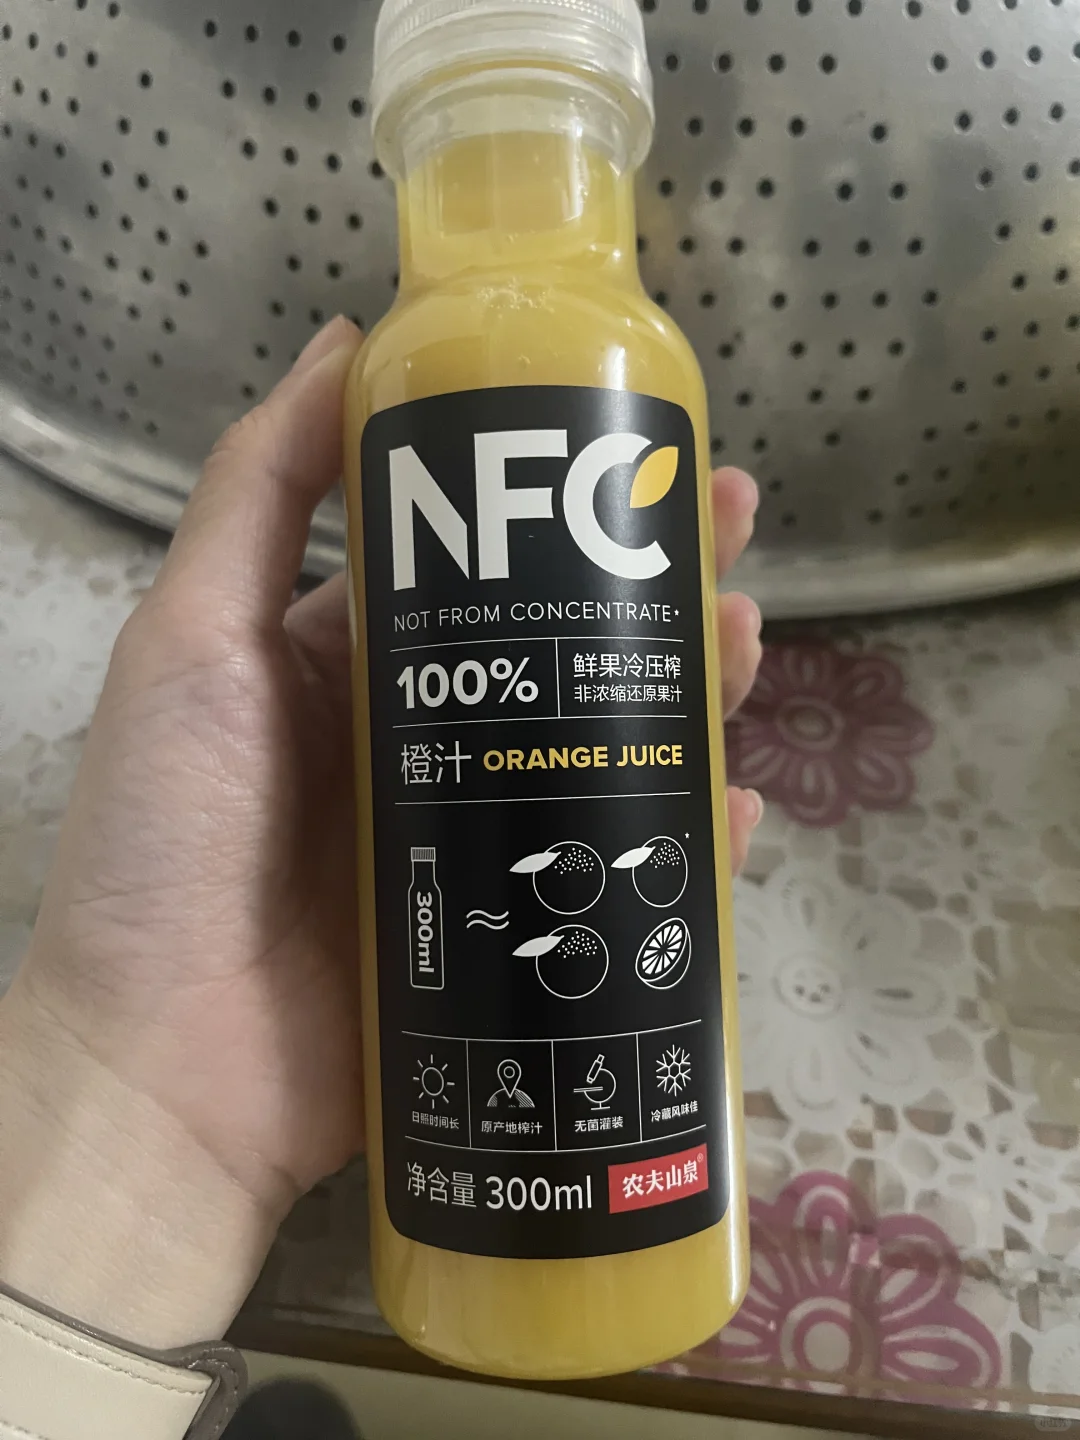 NFC
NOT FROM CONCENTRATE*
100%
鲜果冷压榨
非浓缩还原果汁
橙汁 ORANGE JUICE
300ml
*
日照时间长
原产地榨汁
无菌灌装
冷藏风味佳
净含量 300ml
农夫山泉®